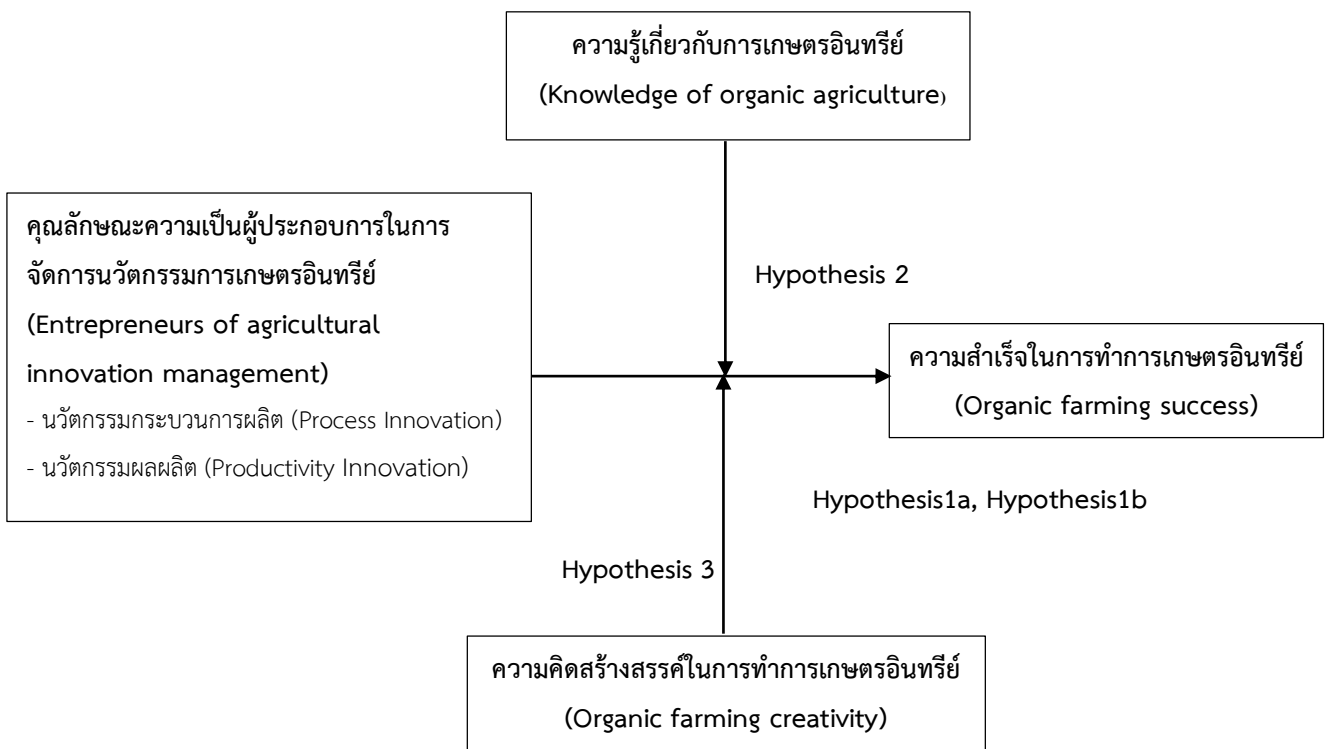 ความรู้เกี่ยวกับการเกษตรอินทรีย์
(Knowledge of organic agriculture)
คุณลักษณะความเป็นผู้ประกอบการในการ
จัดการนวัตกรรมการเกษตรอินทรีย์
(Entrepreneurs of agricultural
innovation management)
- นวัตกรรมกระบวนการผลิต (Process Innovation)
- นวัตกรรมผลผลิต (Productivity Innovation)
Hypothesis 2
ความสำเร็จในการทำการเกษตรอินทรีย์
(Organic farming success)
Hypothesis1a, Hypothesis1b
Hypothesis 3
ความคิดสร้างสรรค์ในการทำการเกษตรอินทรีย์
(Organic farming creativity)